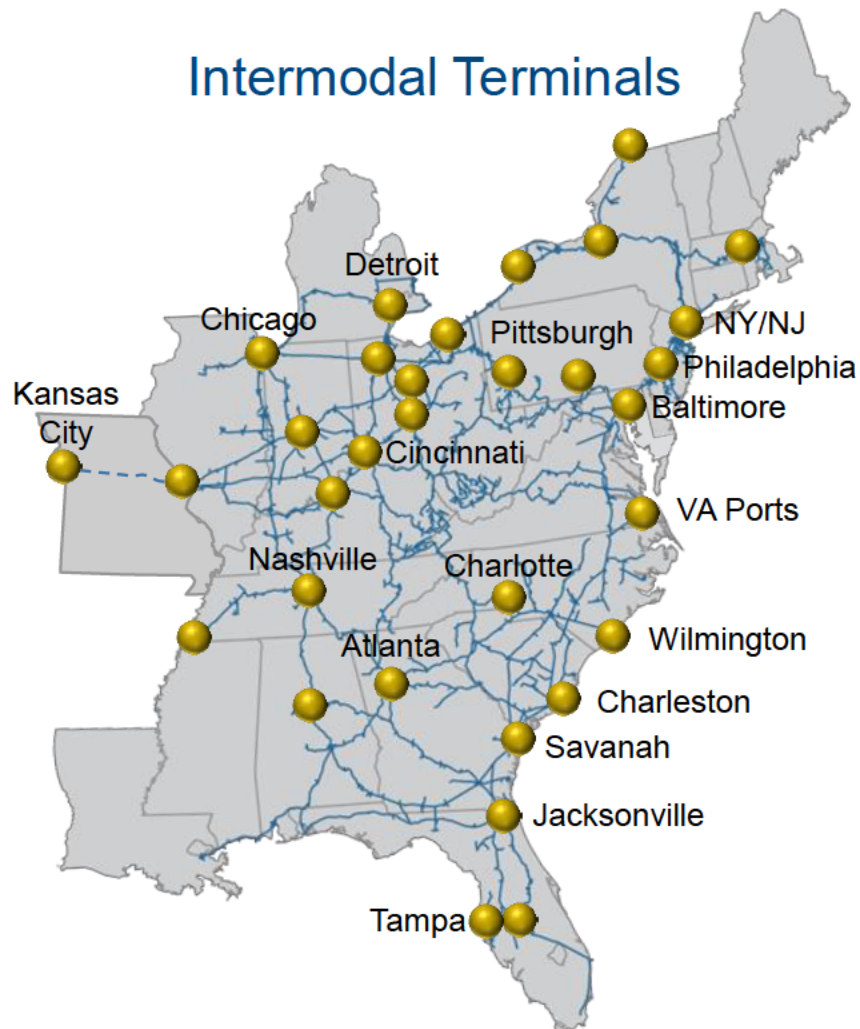 Intermodal Terminals
Detroit
Chicago
Pittsburgh
NY/NJ
Philadelphia
Kansas
City
Baltimore
Cincinnati
VA Ports
Nashville
Charlotte
Atlanta
Wilmington
Charleston
Savanah
Jacksonville
Tampa